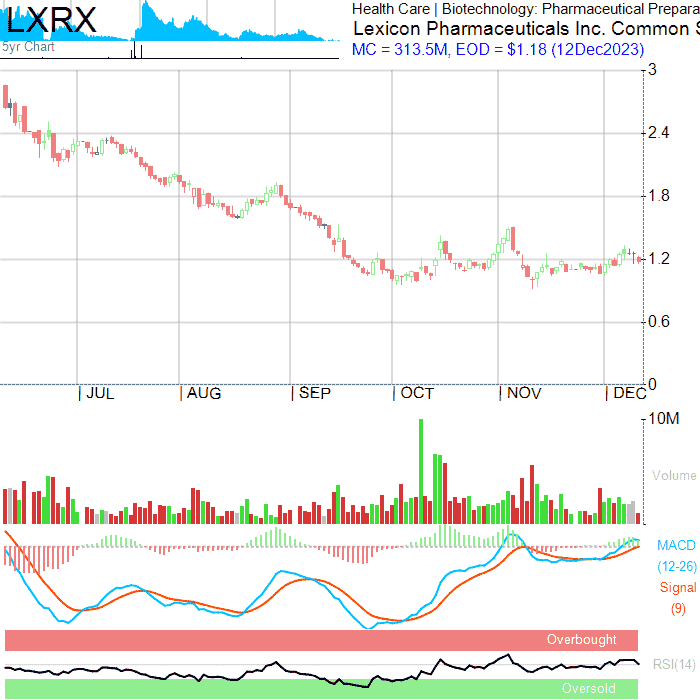 LXRX
5yr Chart
Health Care | Biotechnology: Pharmaceutical Prepara
Lexicon Pharmaceuticals Inc. Common S
MC = 313.5M, EOD = $1.18 (12Dec2023)
3
2.4
1.8
1.2
0.6
0
JUL AUG SEP OCT NOV DEC
10M
Volume
MACD
(12-26)
Signal
(9)
Overbought
RSI(14)
Oversold